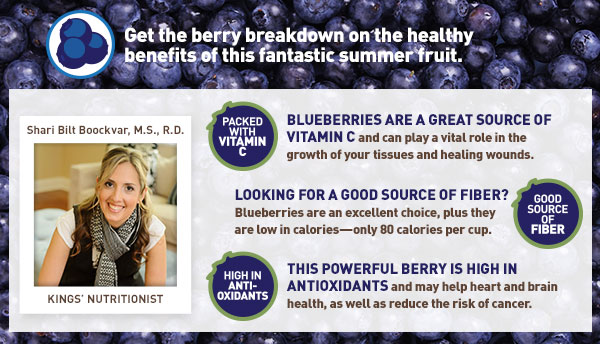 Get the berry breakdown on the healthy
benefits of this fantastic summer fruit.
Shari Bilt Boockvar, M.S., R.D.
KINGS’ NUTRITIONIST
PACKED
WITH
VITAMIN
C
BLUEBERRIES ARE A GREAT SOURCE OF
VITAMIN C and can play a vital role in the
growth of your tissues and healing wounds.
LOOKING FOR A GOOD SOURCE OF FIBER?
Blueberries are an excellent choice, plus they
are low in calories—only 80 calories per cup.
GOOD
SOURCE
OF
FIBER
HIGH IN
ANTI-
OXIDANTS
THIS POWERFUL BERRY IS HIGH IN
ANTIOXIDANTS and may help heart and brain
health, as well as reduce the risk of cancer.